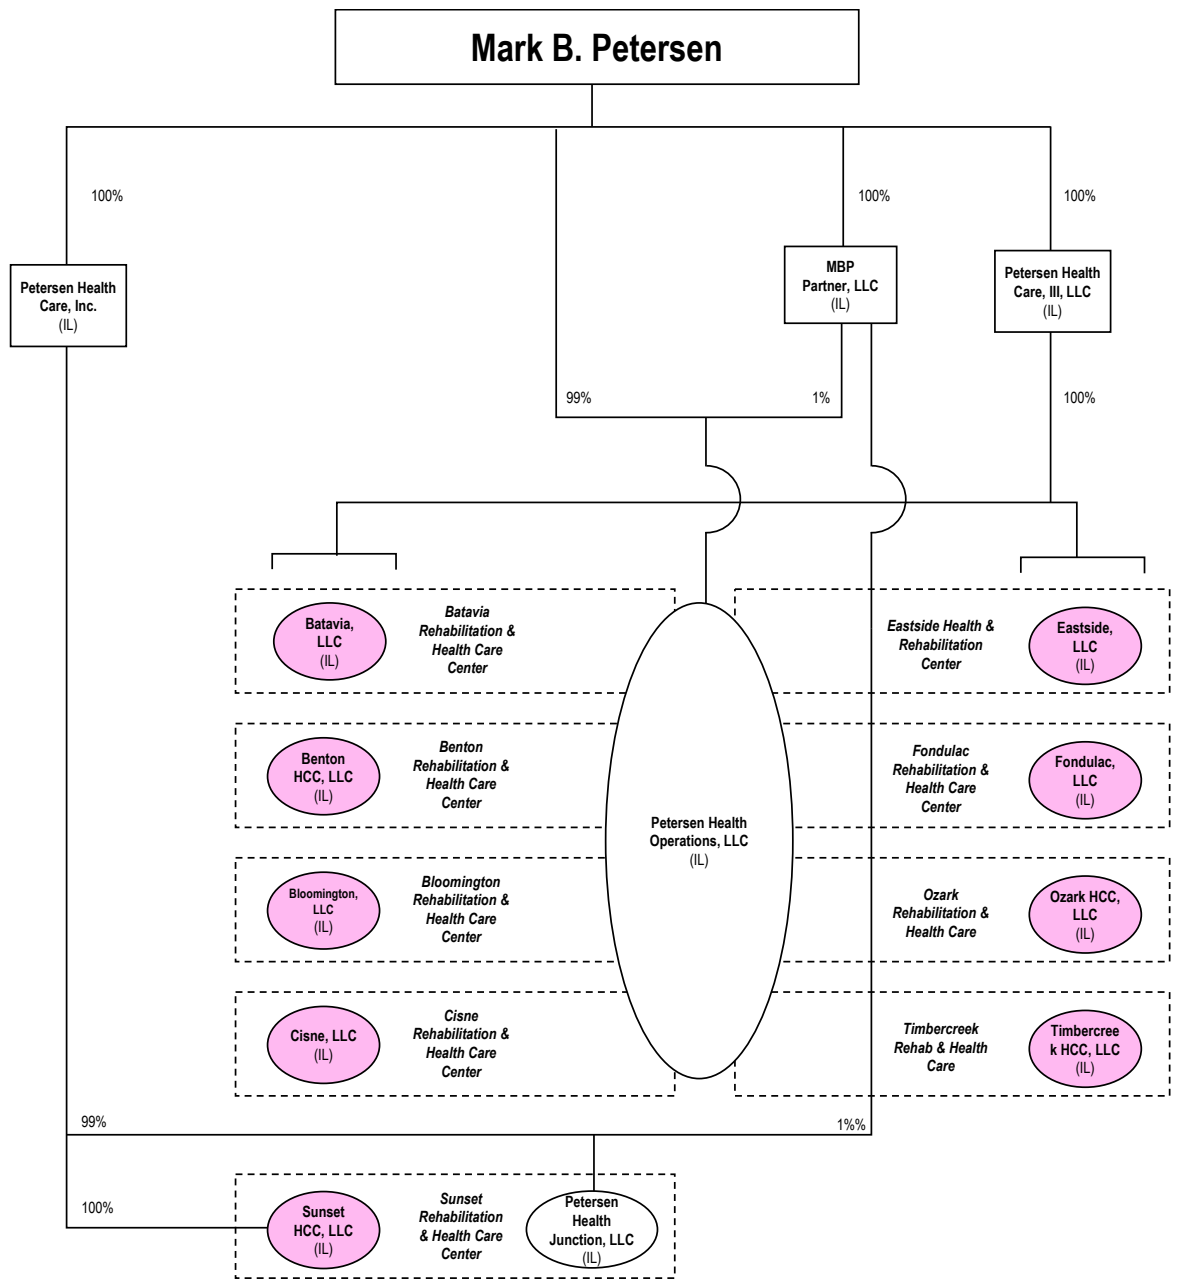 Mark B. Petersen
100%
100%
100%
Petersen Health
Care, Inc.
(IL)
MBP
Partner, LLC
(IL)
Petersen Health
Care, III, LLC
(IL)
99%
1%
100%
Batavia,
LLC
(IL)
Batavia
Rehabilitation &
Health Care
Center
Eastside Health &
Rehabilitation
Center
Eastside,
LLC
(IL)
Benton
HCC, LLC
(IL)
Benton
Rehabilitation &
Health Care
Center
Fondulac
Rehabilitation &
Health Care
Center
Fondulac,
LLC
(IL)
Petersen Health
Operations, LLC
(IL)
Bloomington,
LLC
(IL)
Bloomington
Rehabilitation &
Health Care
Center
Ozark
Rehabilitation &
Health Care
Ozark HCC,
LLC
(IL)
Cisne, LLC
(IL)
Cisne
Rehabilitation &
Health Care
Center
Timbercreek
Rehab & Health
Care
Timbercree
k HCC, LLC
(IL)
99%
1%%
100%
Sunset
HCC, LLC
(IL)
Sunset
Rehabilitation
& Health Care
Center
Petersen
Health
Junction, LLC
(IL)